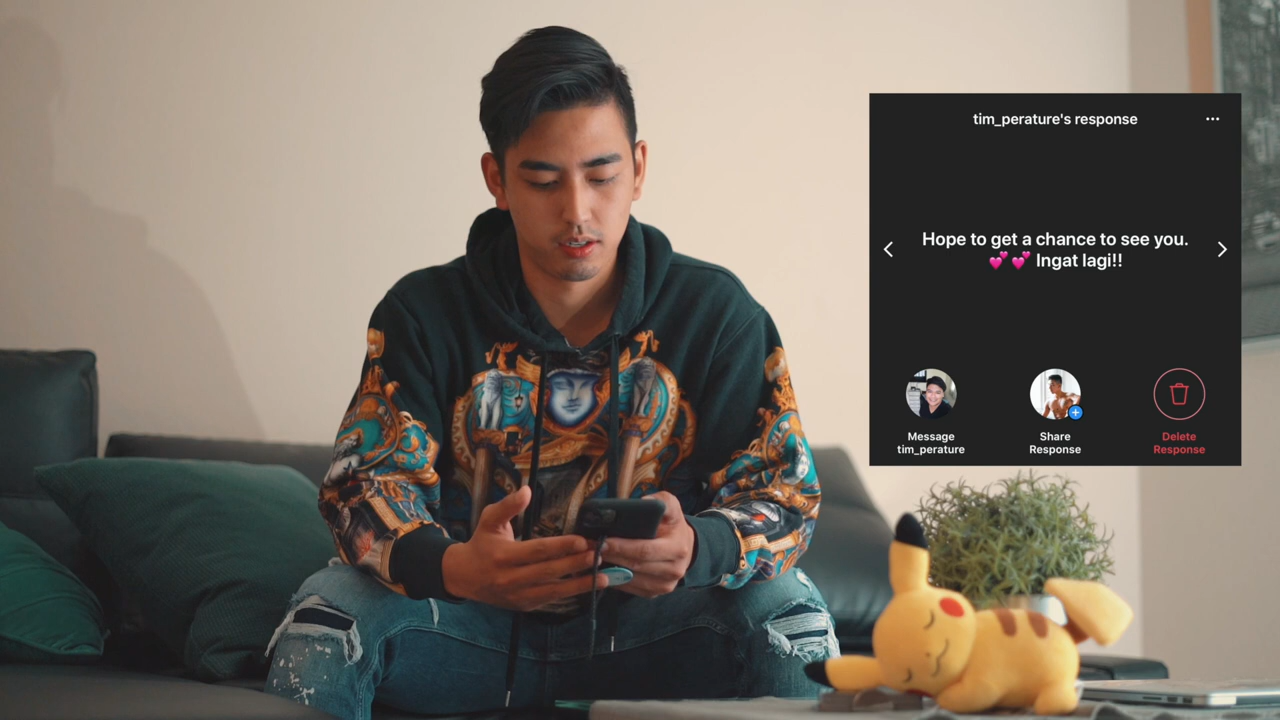 tim_perature's response
Hope to get a chance to see you.
💕 💕 Ingat lagi!!
Message
tim_perature
Share
Response
Delete
Response